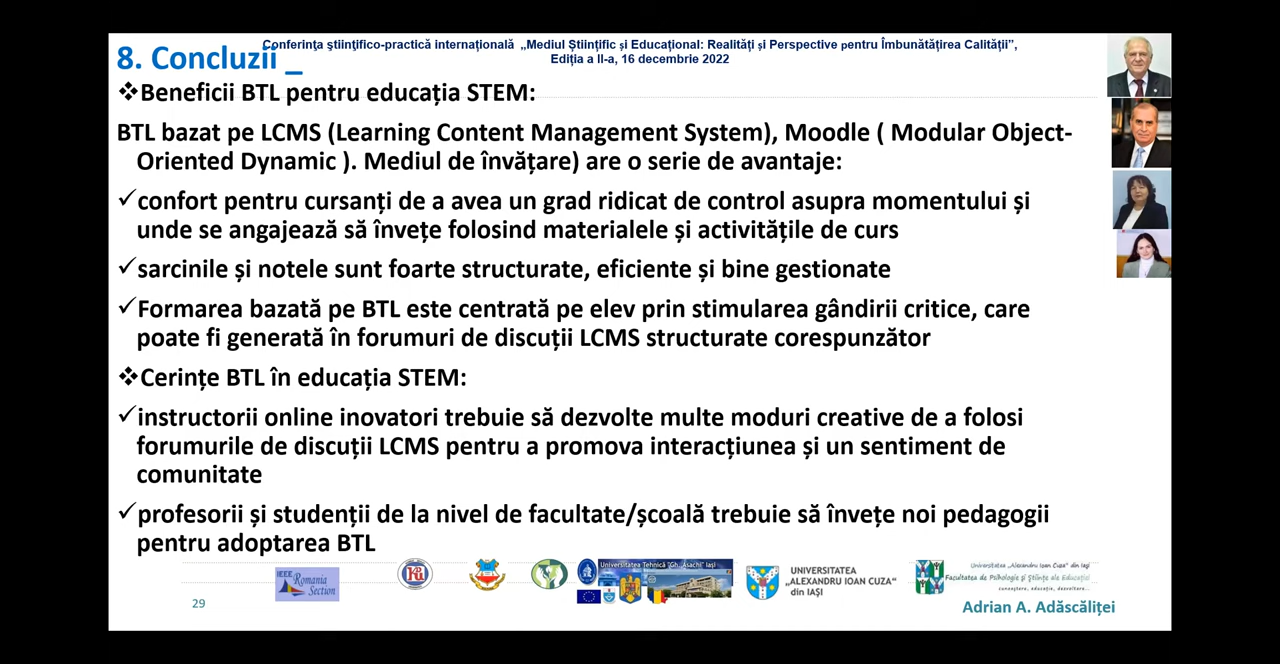 Conferința științifico-practică internațională „Mediul Științific și Educațional: Realități și Perspective pentru Îmbunătățirea Calității”,
Ediția a II-a, 16 decembrie 2022
8. Concluzii _
❖Beneficii BTL pentru educația STEM:
BTL bazat pe LCMS (Learning Content Management System), Moodle ( Modular Object-
Oriented Dynamic ). Mediul de învățare) are o serie de avantaje:
✓confort pentru cursanți de a avea un grad ridicat de control asupra momentului și
unde se angajează să învețe folosind materialele și activitățile de curs
✓sarcinile și notele sunt foarte structurate, eficiente și bine gestionate
✓Formarea bazată pe BTL este centrată pe elev prin stimularea gândirii critice, care
poate fi generată în forumuri de discuții LCMS structurate corespunzător
❖Cerințe BTL în educația STEM:
✓instructorii online inovatori trebuie să dezvolte multe moduri creative de a folosi
forumurile de discuții LCMS pentru a promova interacțiunea și un sentiment de
comunitate
✓profesorii și studenții de la nivel de facultate/școală trebuie să învețe noi pedagogii
pentru adoptarea BTL
IEEE
Romania
Section
Universitatea Tehnică "Gh. Asachi" Iași
UNIVERSITATEA
„ALEXANDRU IOAN CUZA”
din IAȘI
Universitatea „Alexandru Ioan Cuza” din Iași
Facultatea de Psihologie și Științe ale Educației
cunoaștere, educație, dezvoltare...
29
Adrian A. Adăscăliței